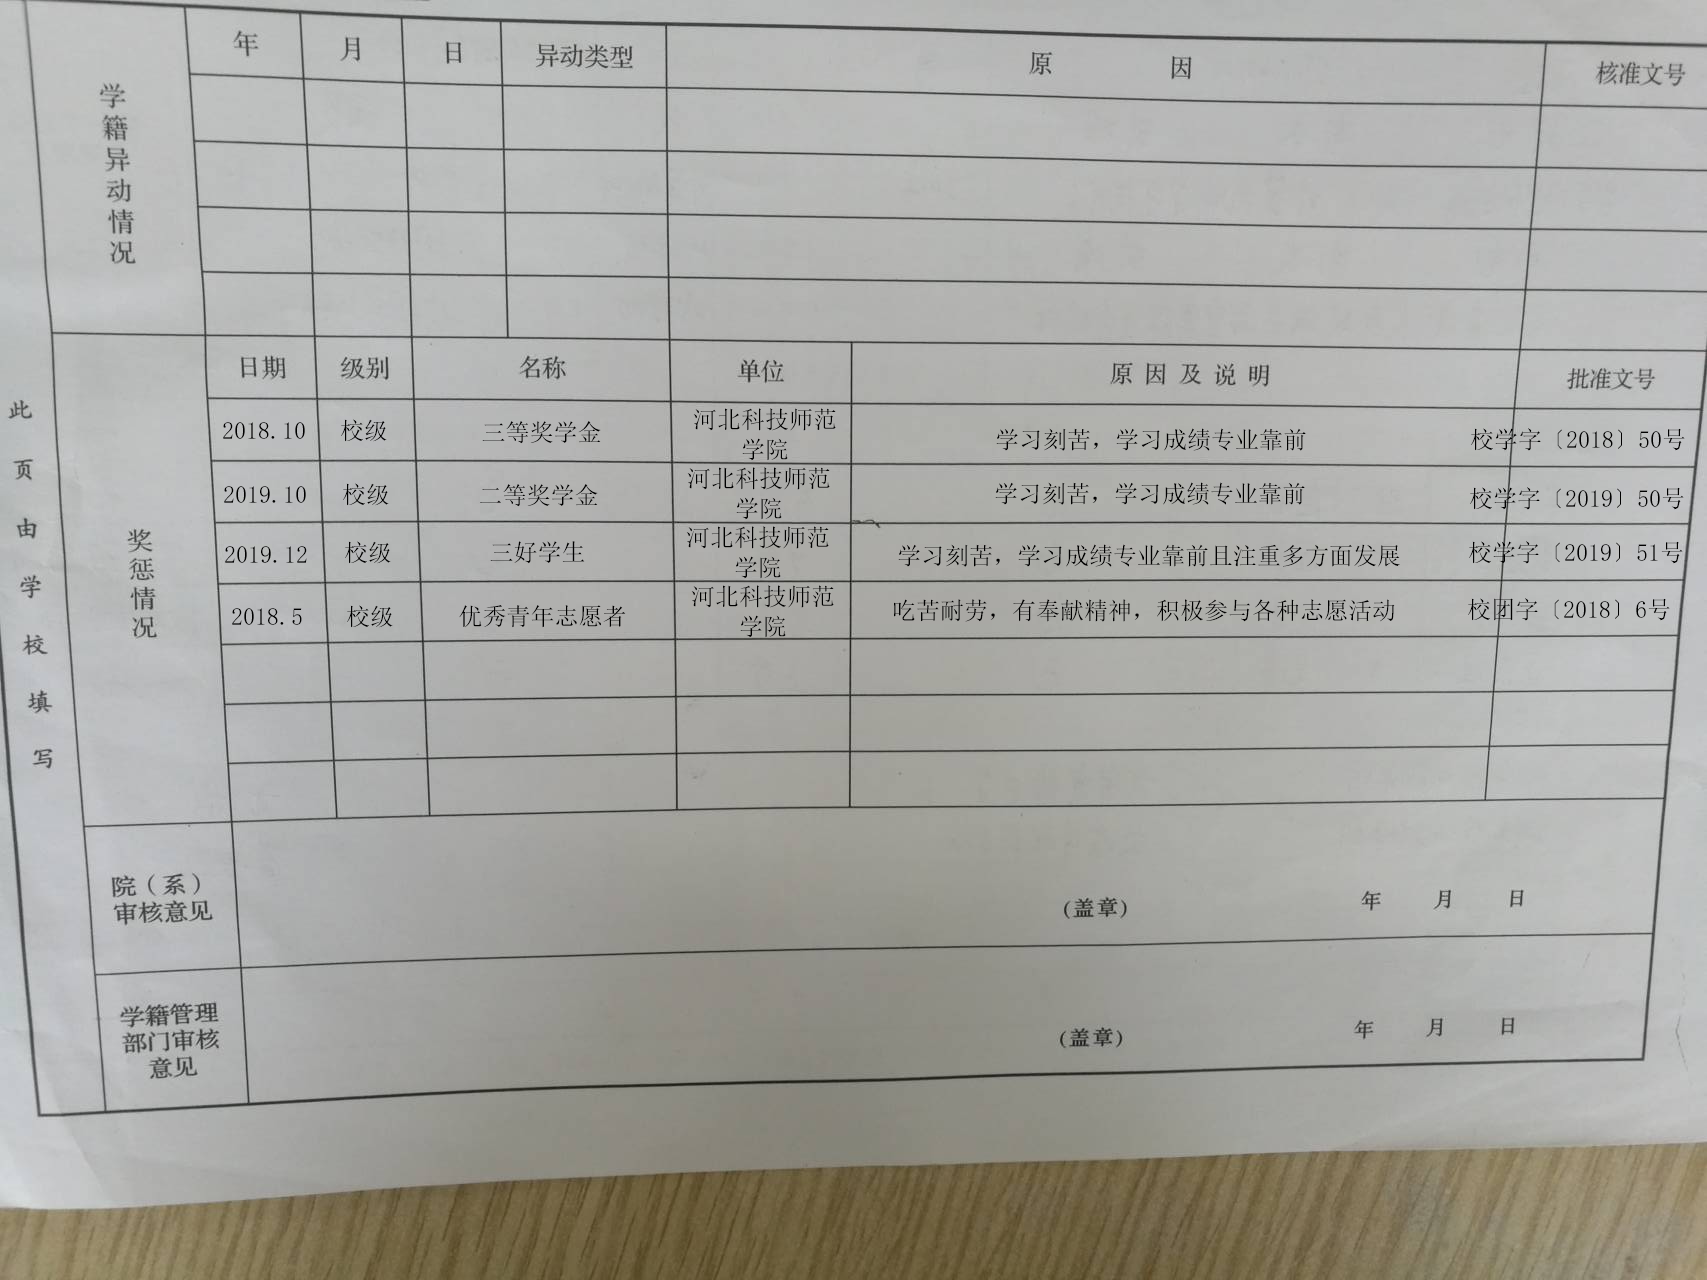 年 月 日 异动类型 原 因 核准文号
学籍异动情况
此页由学校填写
奖惩情况
日期 级别 名称 单位 原因及说明 批准文号
2018.10 校级 三等奖学金 河北科技师范学院 学习刻苦，学习成绩专业靠前 校学字〔2018〕50号
2019.10 校级 二等奖学金 河北科技师范学院 学习刻苦，学习成绩专业靠前 校学字〔2019〕50号
2019.12 校级 三好学生 河北科技师范学院 学习刻苦，学习成绩专业靠前且注重多方面发展 校学字〔2019〕51号
2018.5 校级 优秀青年志愿者 河北科技师范学院 吃苦耐劳，有奉献精神，积极参与各种志愿活动 校团字〔2018〕6号
院（系）
审核意见
(盖章) 年 月 日
学籍管理
部门审核
意见
(盖章) 年 月 日